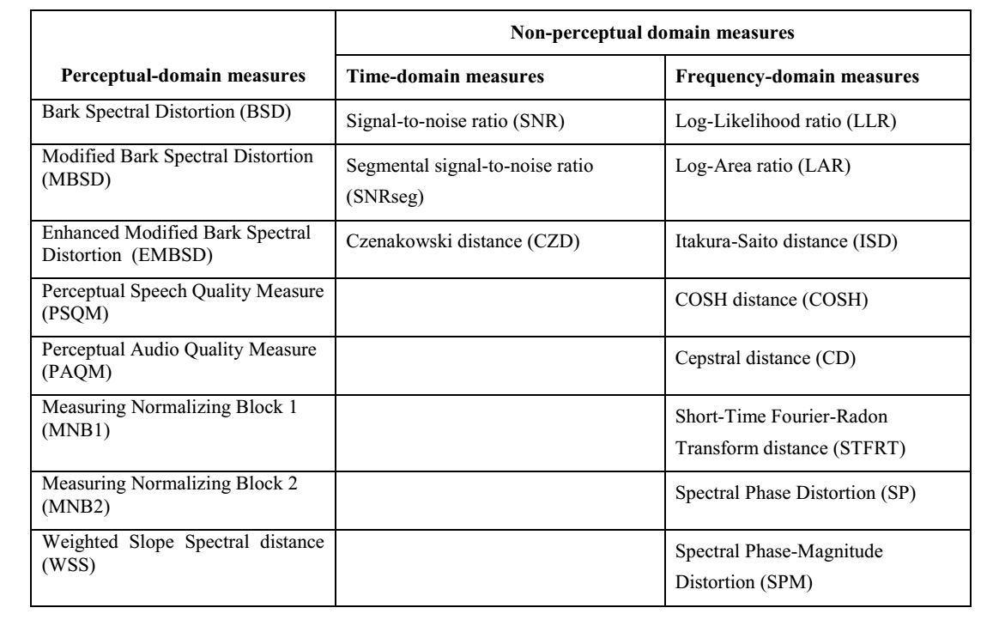 Non-perceptual domain measures
Perceptual-domain measures
Time-domain measures
Frequency-domain measures
Bark Spectral Distortion (BSD)
Signal-to-noise ratio (SNR)
Log-Likelihood ratio (LLR)
Modified Bark Spectral Distortion
(MBSD)
Segmental signal-to-noise ratio
(SNRseg)
Log-Area ratio (LAR)
Enhanced Modified Bark Spectral
Distortion (EMBSD)
Czenakowski distance (CZD)
Itakura-Saito distance (ISD)
Perceptual Speech Quality Measure
(PSQM)
COSH distance (COSH)
Perceptual Audio Quality Measure
(PAQM)
Cepstral distance (CD)
Measuring Normalizing Block 1
(MNB1)
Short-Time Fourier-Radon
Transform distance (STFRT)
Measuring Normalizing Block 2
(MNB2)
Spectral Phase Distortion (SP)
Weighted Slope Spectral distance
(WSS)
Spectral Phase-Magnitude
Distortion (SPM)